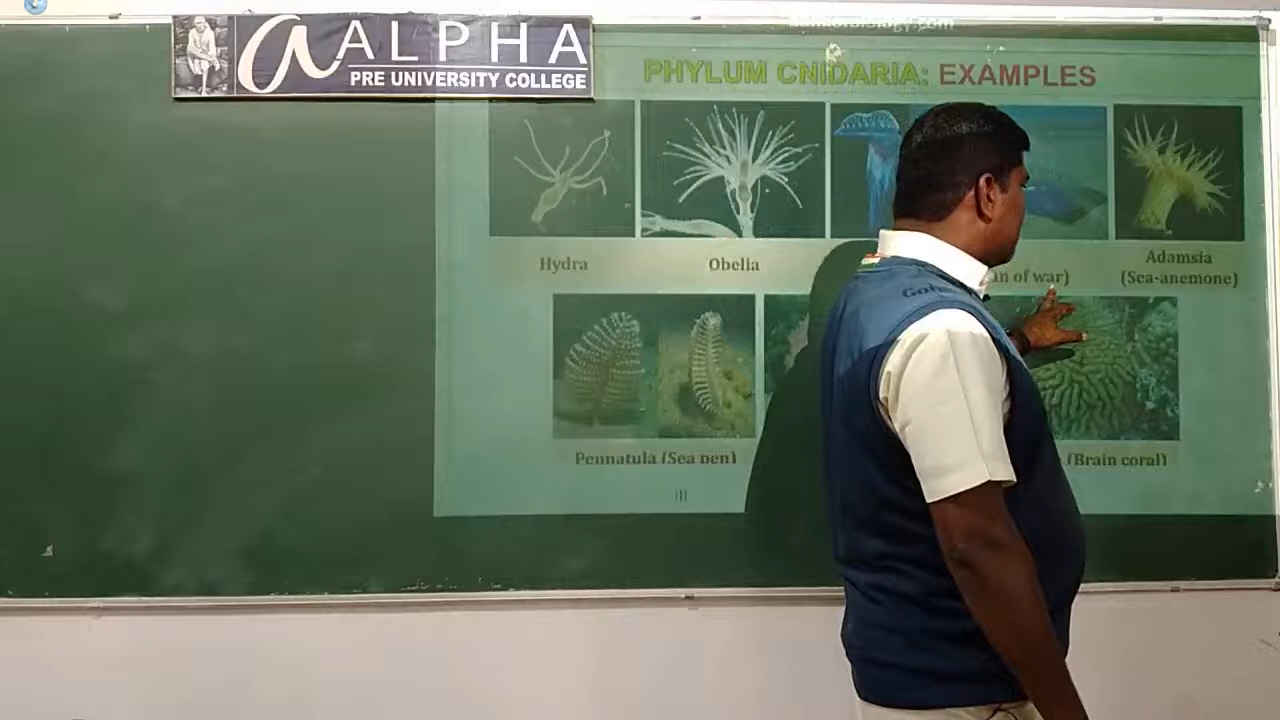 ALPHA
PRE UNIVERSITY COLLEGE
PHYLUM CNIDARIA: EXAMPLES
Hydra
Obelia
of war)
Adamsia
(Sea-anemone)
Pennatula (Sea pen)
(Brain coral)